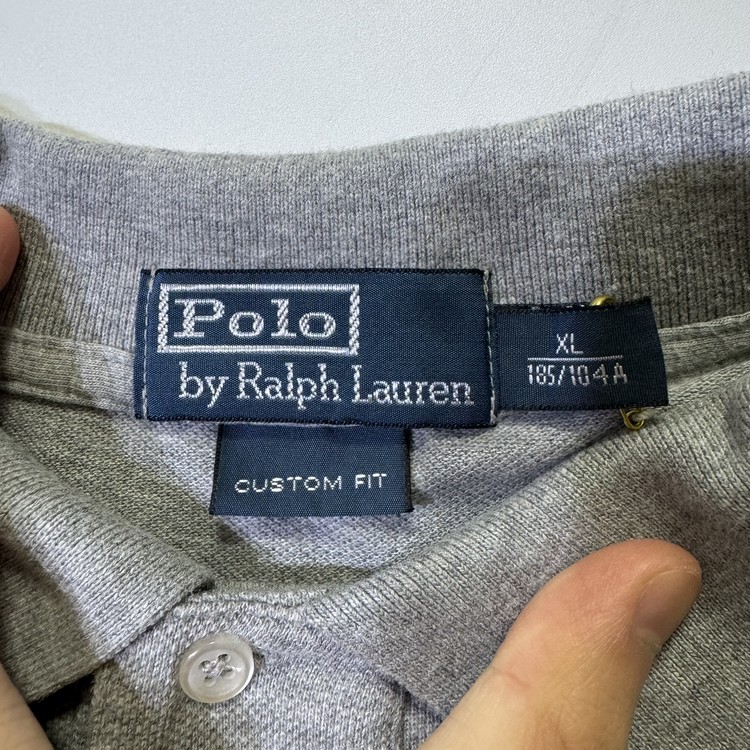 Polo
by Ralph Lauren
XL
185/104A
CUSTOM FIT